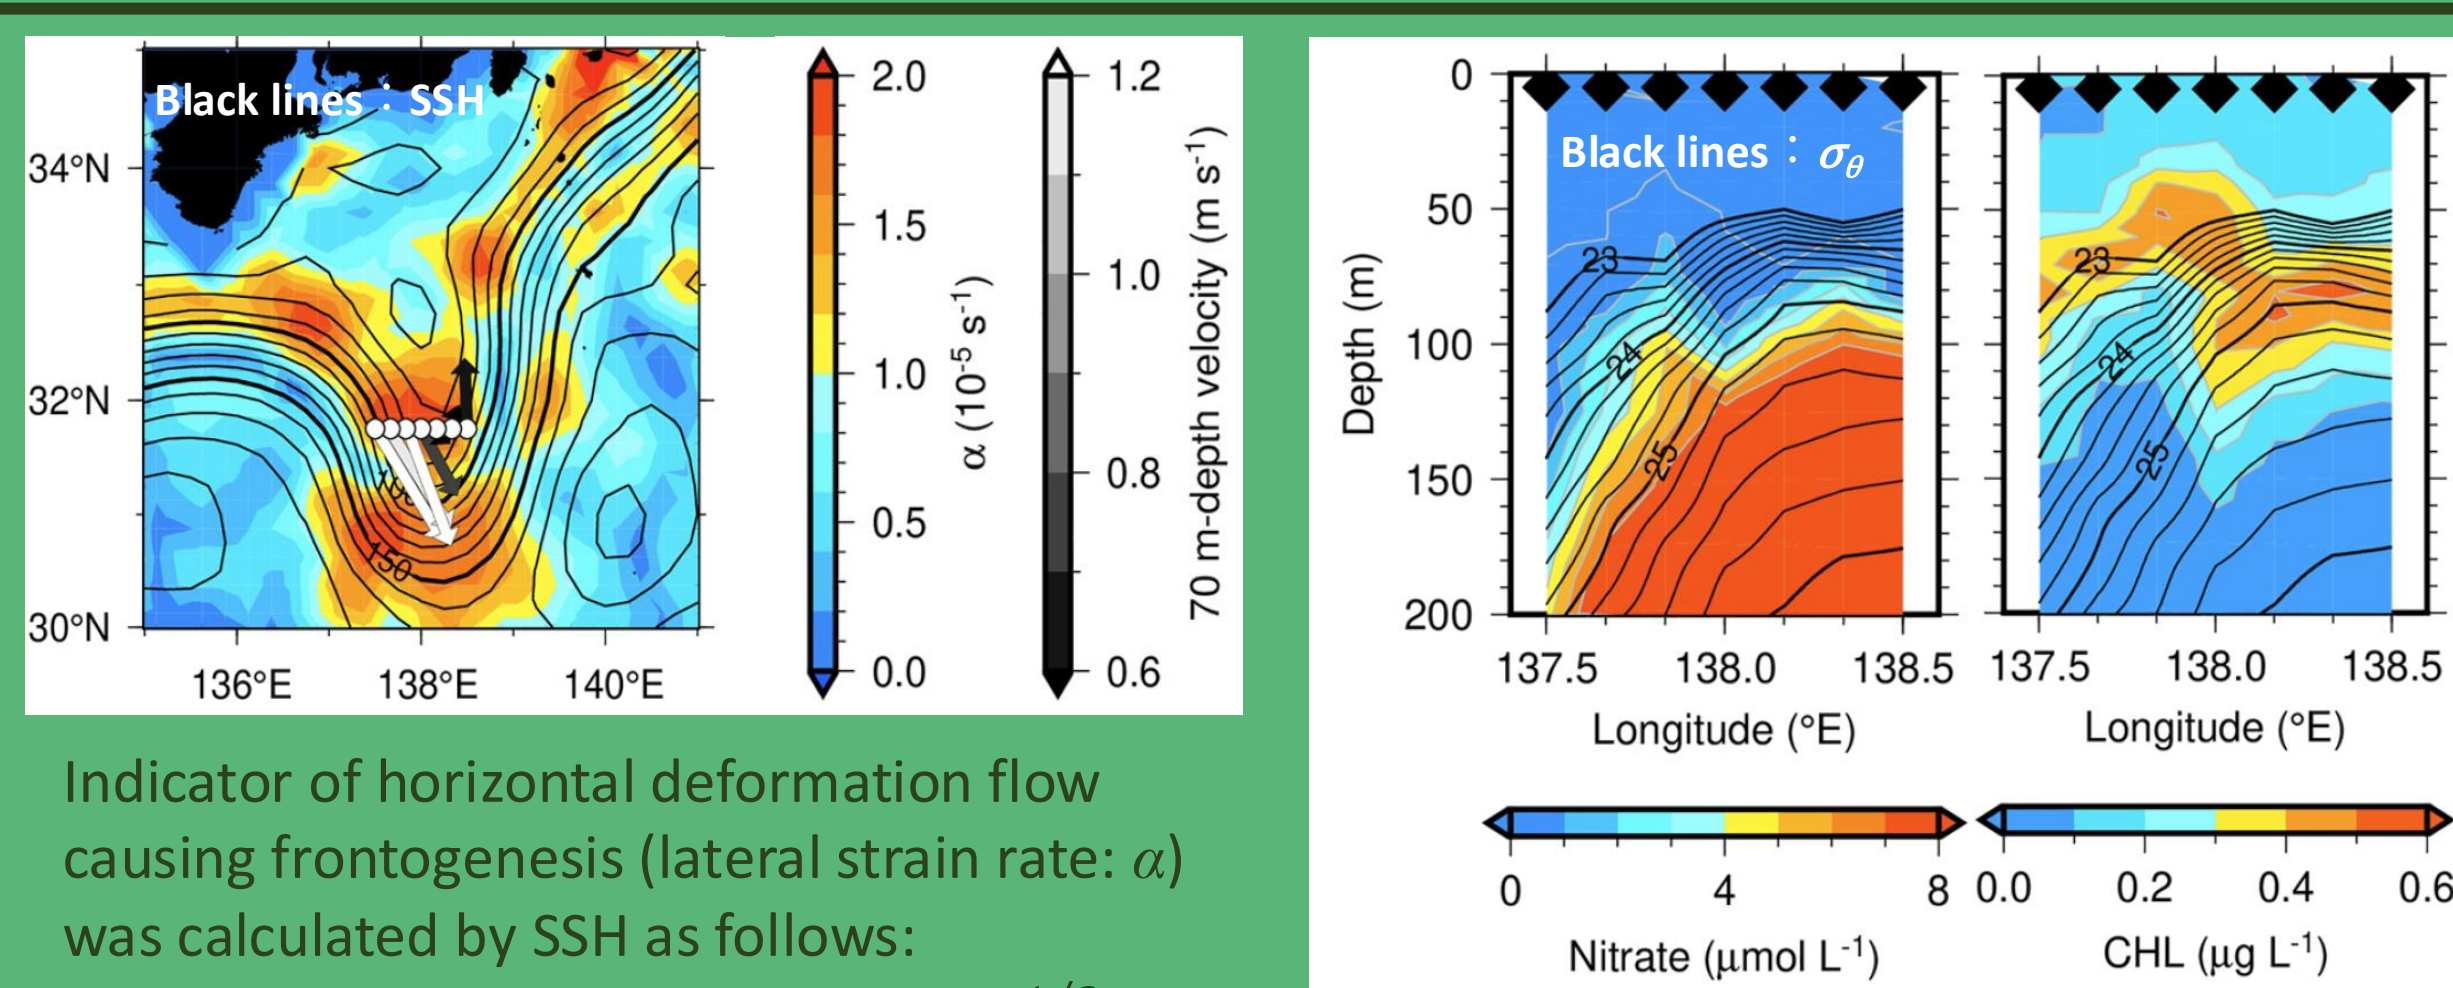 Black lines：SSH
34°N
32°N
30°N
136°E
138°E
140°E
100
150
2.0
1.5
1.0
0.5
0.0
α (10⁻⁵ s⁻¹)
1.2
1.0
0.8
0.6
70 m-depth velocity (m s⁻¹)
Indicator of horizontal deformation flow
causing frontogenesis (lateral strain rate: α)
was calculated by SSH as follows:
Black lines：σθ
0
50
100
150
200
Depth (m)
23
24
25
137.5
138.0
138.5
Longitude (°E)
0
4
8
Nitrate (μmol L⁻¹)
23
24
25
137.5
138.0
138.5
Longitude (°E)
0.0
0.2
0.4
0.6
CHL (μg L⁻¹)